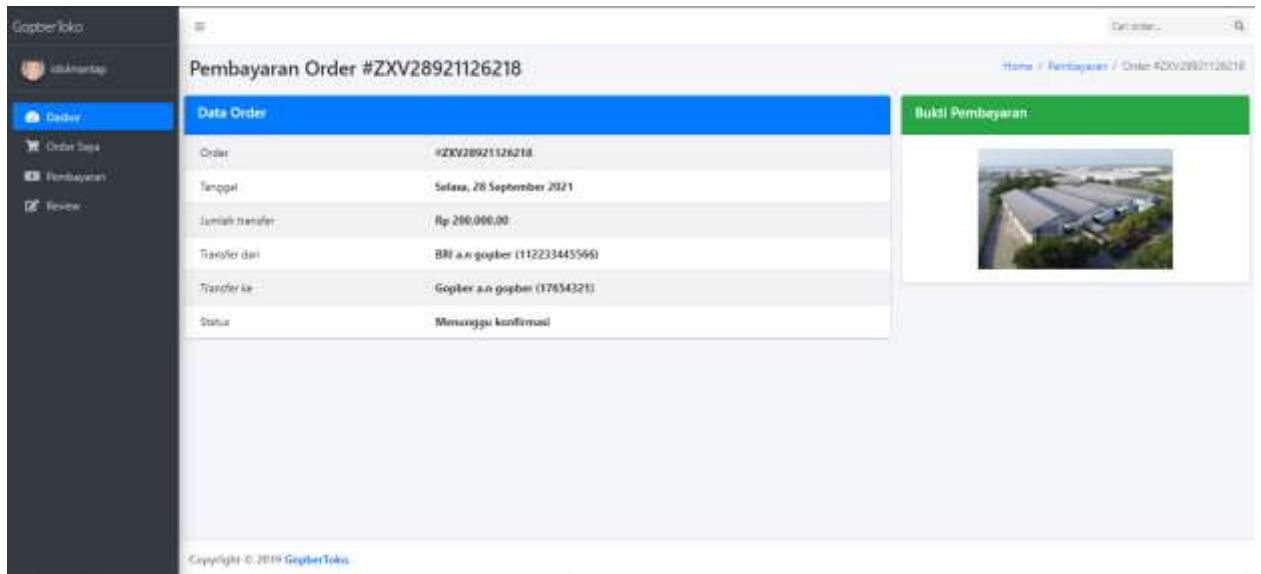 GopberToko
Cari order...
Pembayaran Order #ZXV28921126218
Home / Pembayaran / Order #ZXV28921126218
Dasbor
Order Saya
Pembayaran
Review
Data Order
Order #ZXV28921126218
Tanggal Selasa, 28 September 2021
Jumlah transfer Rp 200.000,00
Transfer dari BRI a.n gopber (112233445566)
Transfer ke Gopber a.n gopber (17654321)
Status Menunggu konfirmasi
Bukti Pembayaran
Copyright © 2019 GopberToko.